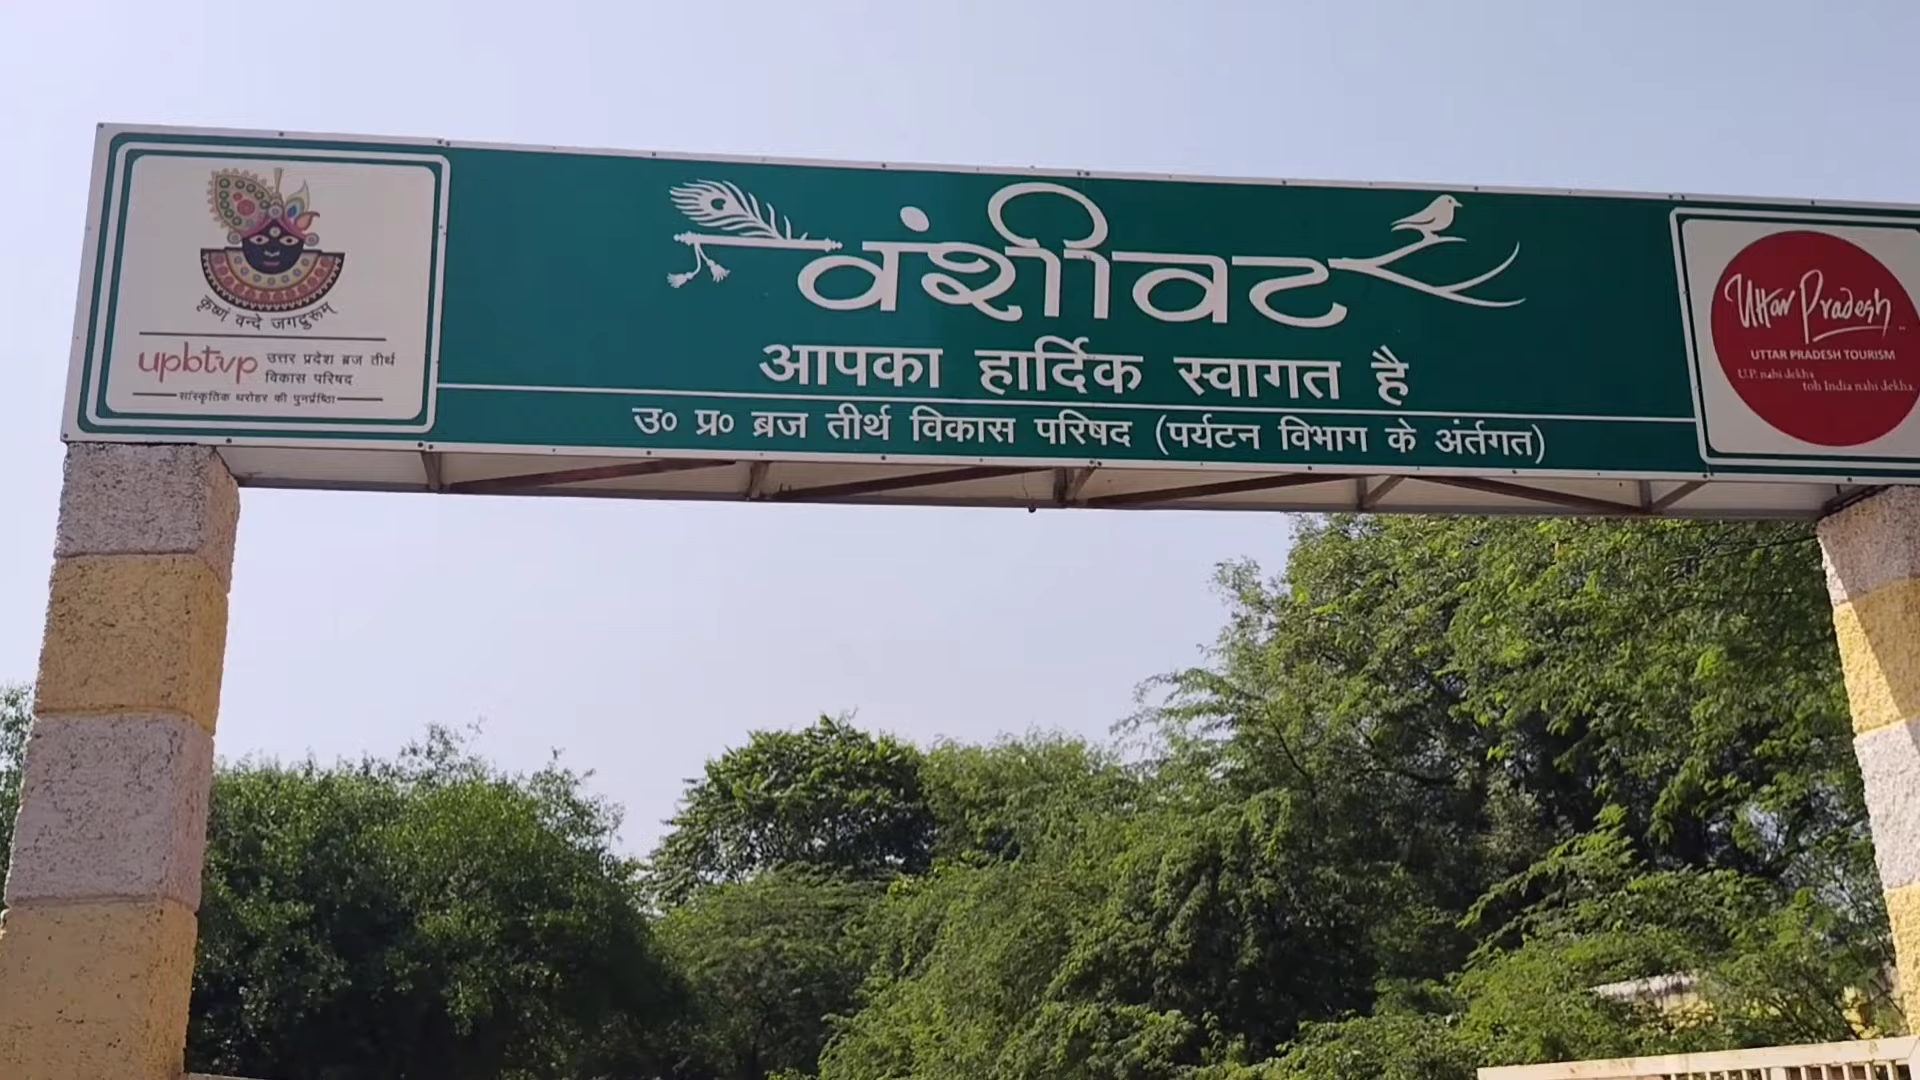 कृष्णं वन्दे जगद्गुरूम्
upbtvp उत्तर प्रदेश ब्रज तीर्थ
विकास परिषद
सांस्कृतिक धरोहर की पुनर्प्रतिष्ठा
वंशीवट
आपका हार्दिक स्वागत है
उ० प्र० ब्रज तीर्थ विकास परिषद (पर्यटन विभाग के अंर्तगत)
Uttar Pradesh
UTTAR PRADESH TOURISM
U.P. nahi dekha
toh India nahi dekha.